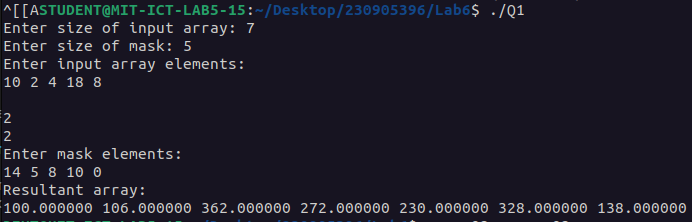 ^[[ASTUDENT@MIT-ICT-LAB5-15:~/Desktop/230905396/Lab6$ ./Q1
Enter size of input array: 7
Enter size of mask: 5
Enter input array elements:
10 2 4 18 8
2
2
Enter mask elements:
14 5 8 10 0
Resultant array:
100.000000 106.000000 362.000000 272.000000 230.000000 328.000000 138.000000